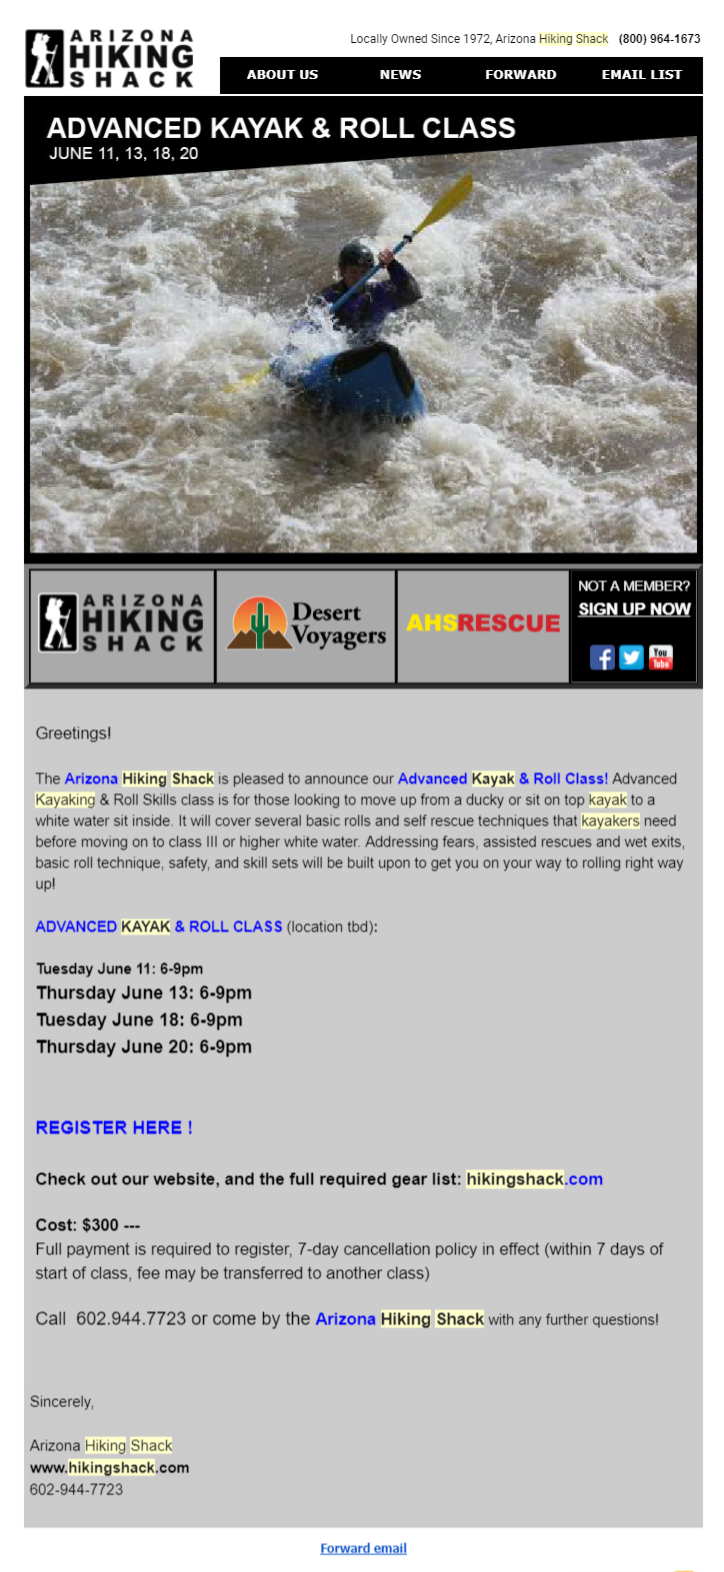 ARIZONA
HIKING
SHACK
Locally Owned Since 1972, Arizona Hiking Shack (800) 964-1673
ABOUT US NEWS FORWARD EMAIL LIST
ADVANCED KAYAK & ROLL CLASS
JUNE 11, 13, 18, 20
ARIZONA
HIKING
SHACK
Desert
Voyagers
AHSRESCUE
NOT A MEMBER?
SIGN UP NOW
You
Tube
Greetings!
The Arizona Hiking Shack is pleased to announce our Advanced Kayak & Roll Class! Advanced
Kayaking & Roll Skills class is for those looking to move up from a ducky or sit on top kayak to a
white water sit inside. It will cover several basic rolls and self rescue techniques that kayakers need
before moving on to class III or higher white water. Addressing fears, assisted rescues and wet exits,
basic roll technique, safety, and skill sets will be built upon to get you on your way to rolling right way
up!
ADVANCED KAYAK & ROLL CLASS (location tbd):
Tuesday June 11: 6-9pm
Thursday June 13: 6-9pm
Tuesday June 18: 6-9pm
Thursday June 20: 6-9pm
REGISTER HERE !
Check out our website, and the full required gear list: hikingshack.com
Cost: $300 ---
Full payment is required to register, 7-day cancellation policy in effect (within 7 days of
start of class, fee may be transferred to another class)
Call 602.944.7723 or come by the Arizona Hiking Shack with any further questions!
Sincerely,
Arizona Hiking Shack
www.hikingshack.com
602-944-7723
Forward email